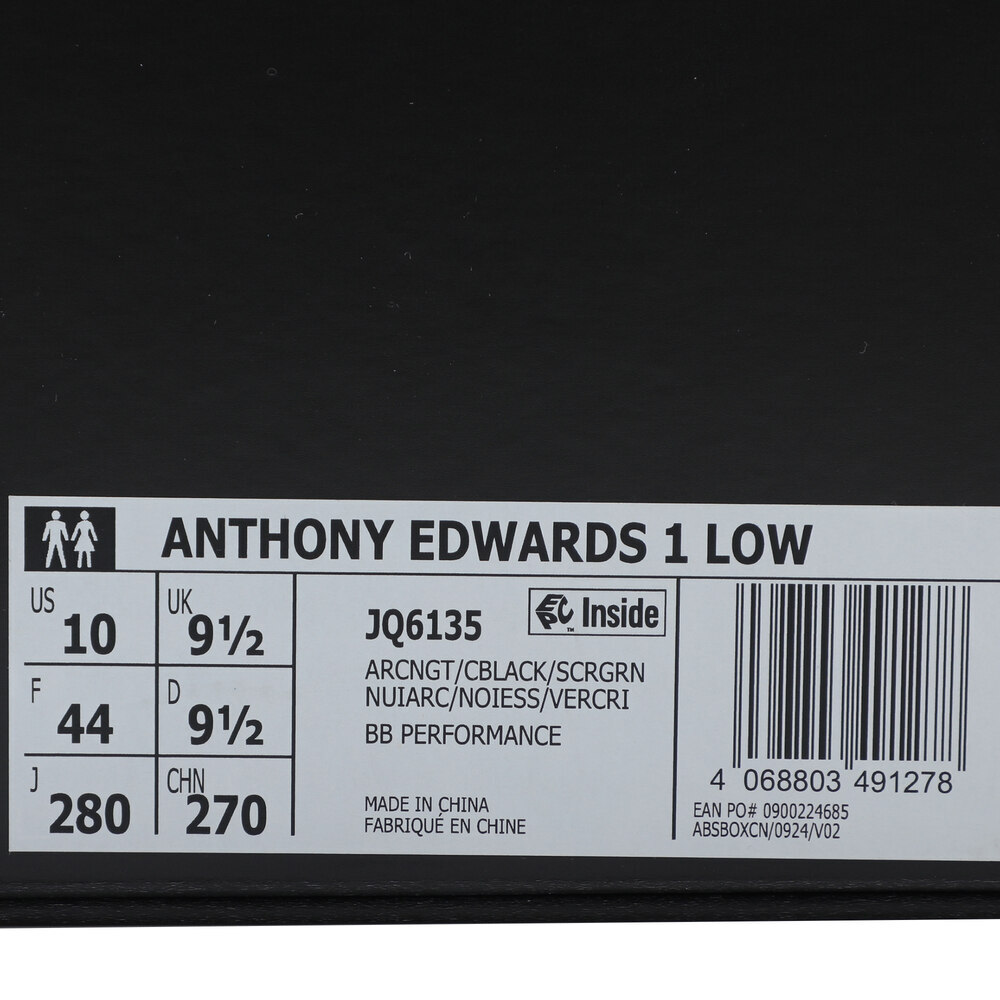 ANTHONY EDWARDS 1 LOW
US 10
UK 9½
F 44
D 9½
J 280
CHN 270
JQ6135
EPC Inside
™
ARCNGT/CBLACK/SCRGRN
NUIARC/NOIESS/VERCRI
BB PERFORMANCE
MADE IN CHINA
FABRIQUÉ EN CHINE
4 068803 491278
EAN PO# 0900224685
ABSBOXCN/0924/V02